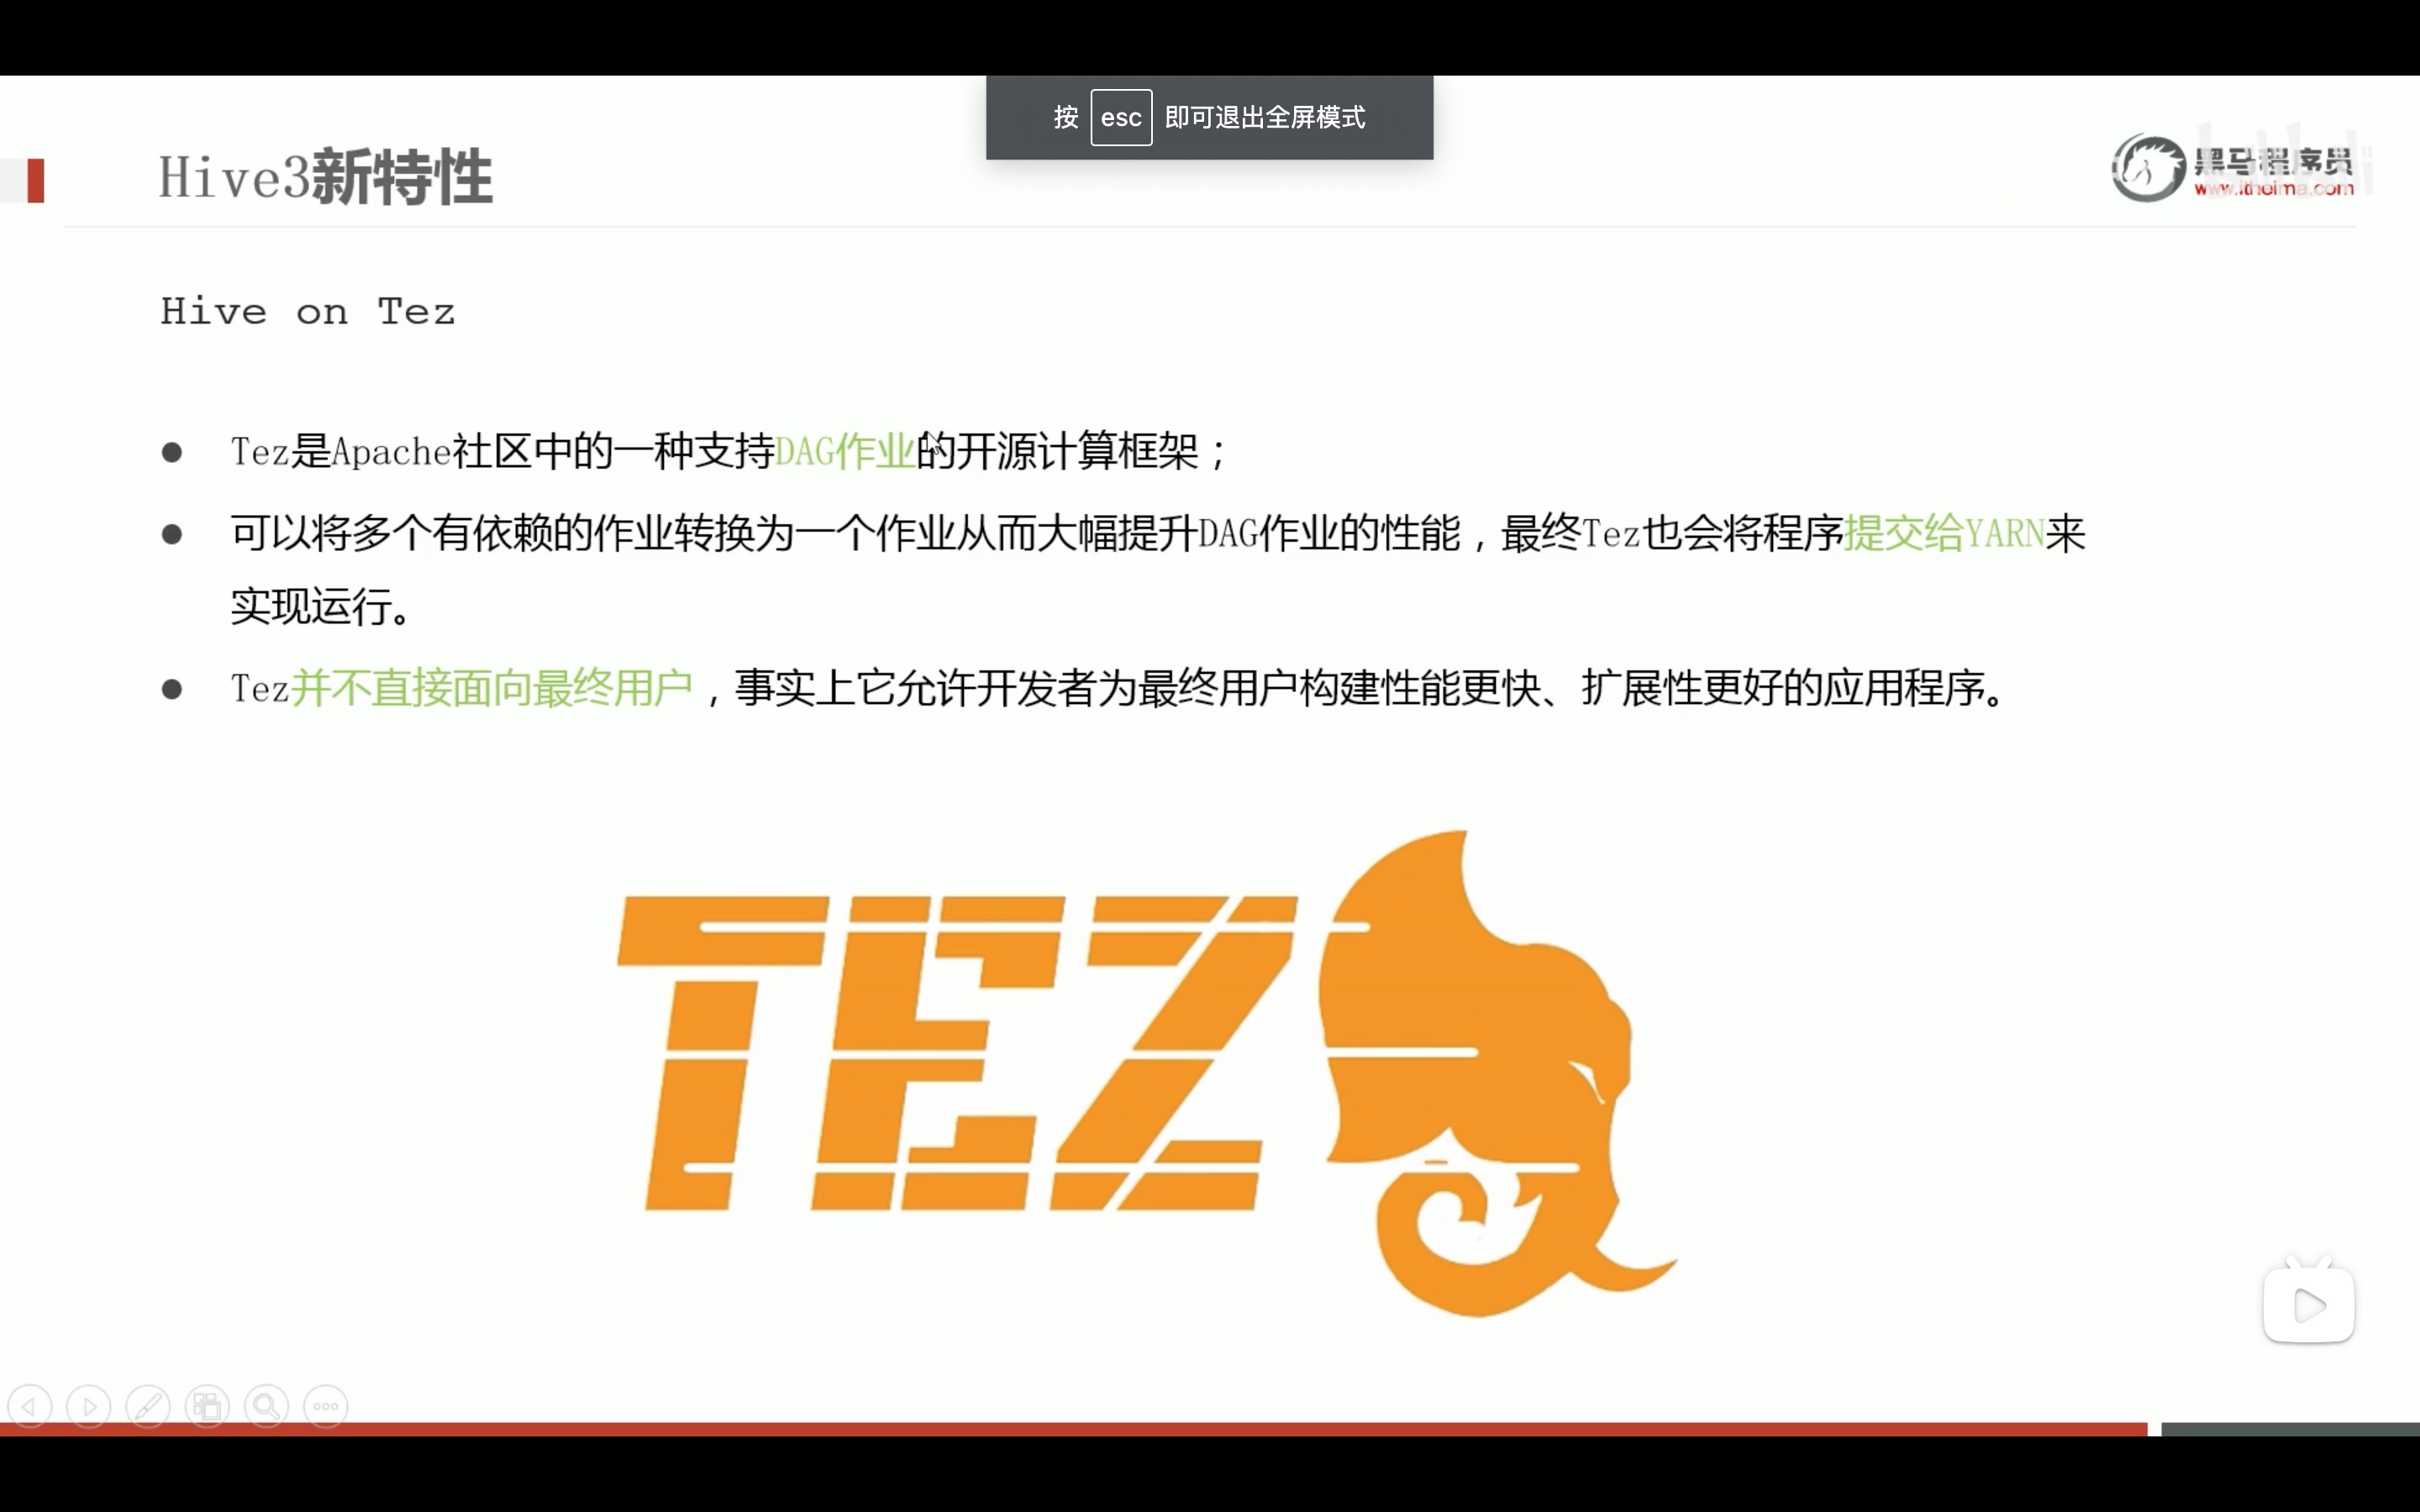 按 esc 即可退出全屏模式
Hive3新特性
黑马程序员
www.itheima.com
Hive on Tez
Tez是Apache社区中的一种支持DAG作业的开源计算框架；
可以将多个有依赖的作业转换为一个作业从而大幅提升DAG作业的性能，最终Tez也会将程序提交给YARN来
实现运行。
Tez并不直接面向最终用户，事实上它允许开发者为最终用户构建性能更快、扩展性更好的应用程序。
TEZ